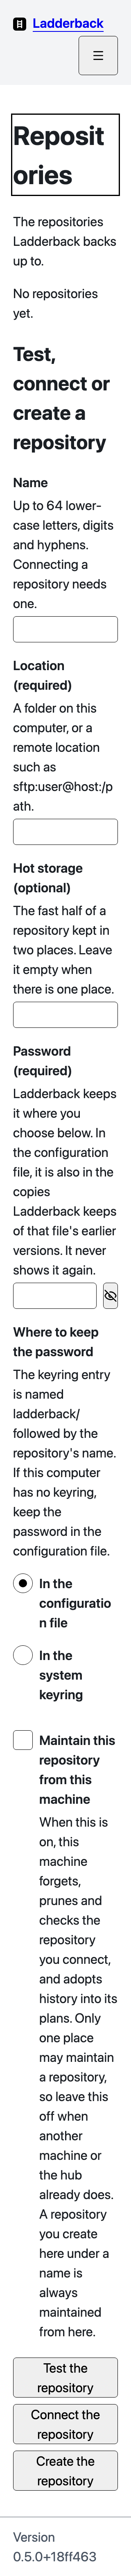 Ladderback
Reposit
ories
The repositories
Ladderback backs
up to.
No repositories
yet.
Test,
connect or
create a
repository
Name
Up to 64 lower-
case letters, digits
and hyphens.
Connecting a
repository needs
one.
Location
(required)
A folder on this
computer, or a
remote location
such as
sftp:user@host:/p
ath.
Hot storage
(optional)
The fast half of a
repository kept in
two places. Leave
it empty when
there is one place.
Password
(required)
Ladderback keeps
it where you
choose below. In
the configuration
file, it is also in the
copies
Ladderback keeps
of that file's earlier
versions. It never
shows it again.
Where to keep
the password
The keyring entry
is named
ladderback/
followed by the
repository's name.
If this computer
has no keyring,
keep the
password in the
configuration file.
In the
configuratio
n file
In the
system
keyring
Maintain this
repository
from this
machine
When this is
on, this
machine
forgets,
prunes and
checks the
repository
you connect,
and adopts
history into its
plans. Only
one place
may maintain
a repository,
so leave this
off when
another
machine or
the hub
already does.
A repository
you create
here under a
name is
always
maintained
from here.
Test the
repository
Connect the
repository
Create the
repository
Version
0.5.0+18ff463